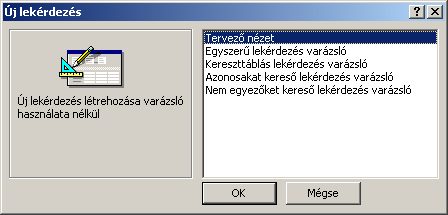 Új lekérdezés
Új lekérdezés létrehozása varázsló
használata nélkül
Tervező nézet
Egyszerű lekérdezés varázsló
Kereszttáblás lekérdezés varázsló
Azonosakat kereső lekérdezés varázsló
Nem egyezőket kereső lekérdezés varázsló
OK
Mégse